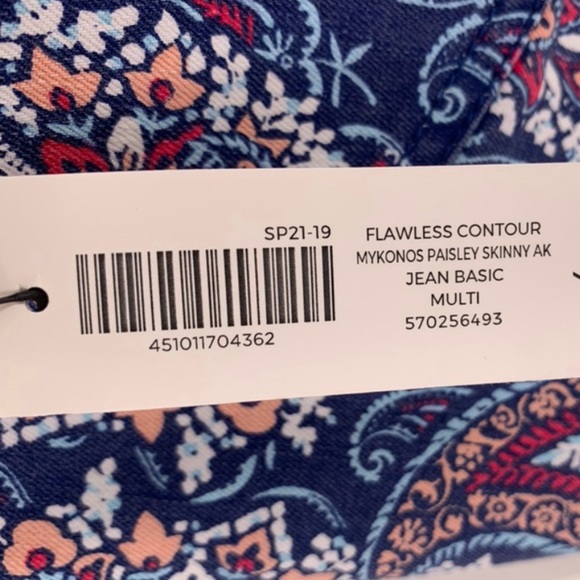 SP21-19
451011704362
FLAWLESS CONTOUR
MYKONOS PAISLEY SKINNY AK
JEAN BASIC
MULTI
570256493